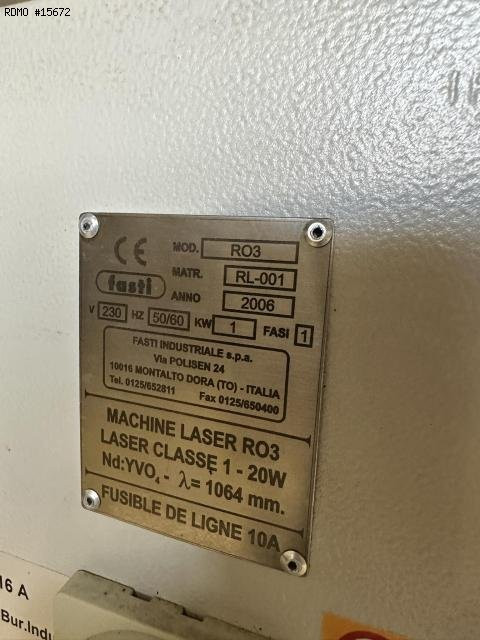 RDMO #15672
CE
MOD. RO3
fasti
MATR. RL-001
ANNO 2006
V 230 HZ 50/60 KW 1 FASI 1
FASTI INDUSTRIALE s.p.a.
Via POLISEN 24
10016 MONTALTO DORA (TO) - ITALIA
Tel. 0125/652811 Fax 0125/650400
MACHINE LASER RO3
LASER CLASSE 1 - 20W
Nd:YVO₄ - λ = 1064 mm.
FUSIBLE DE LIGNE 10A
16 A
Bur.Indu